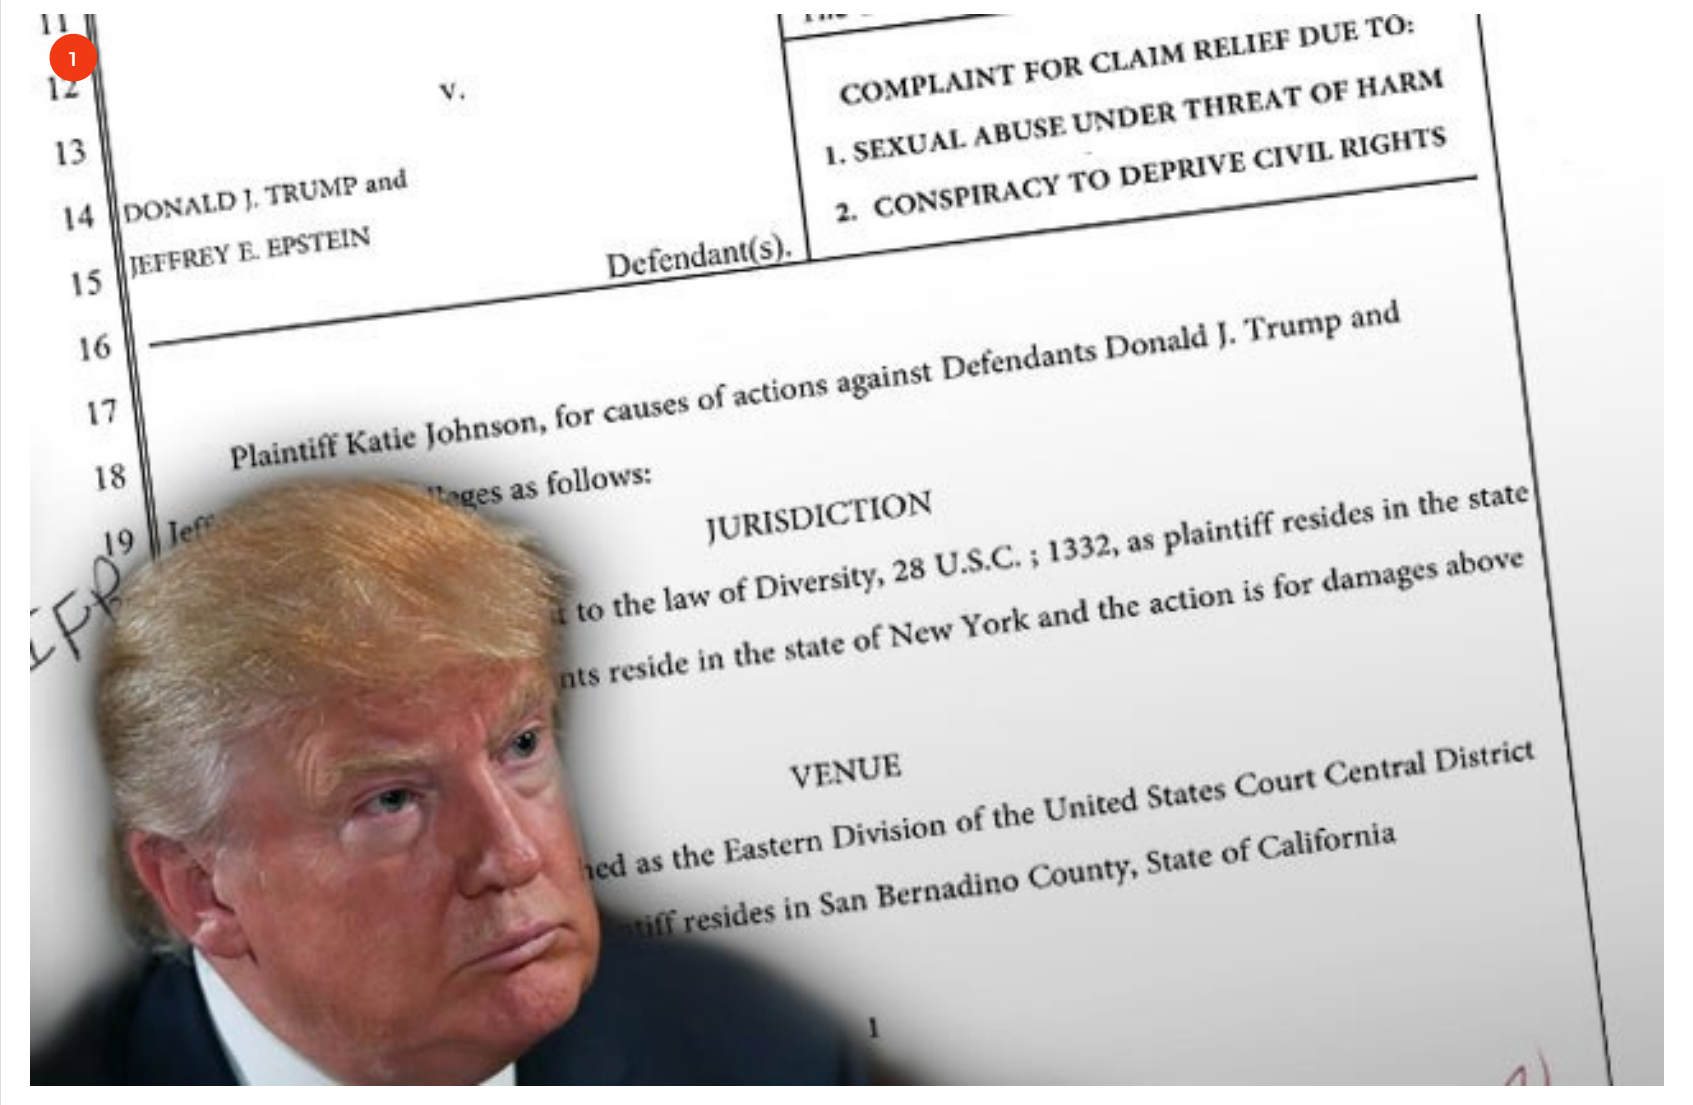 11
1
12
v.
13
14
DONALD J. TRUMP and
15
JEFFREY E. EPSTEIN
Defendant(s).
COMPLAINT FOR CLAIM RELIEF DUE TO:
1. SEXUAL ABUSE UNDER THREAT OF HARM
2. CONSPIRACY TO DEPRIVE CIVIL RIGHTS
16
17
Plaintiff Katie Johnson, for causes of actions against Defendants Donald J. Trump and
18
as follows:
19
JURISDICTION
to the law of Diversity, 28 U.S.C. ; 1332, as plaintiff resides in the state
reside in the state of New York and the action is for damages above
VENUE
as the Eastern Division of the United States Court Central District
resides in San Bernadino County, State of California
1